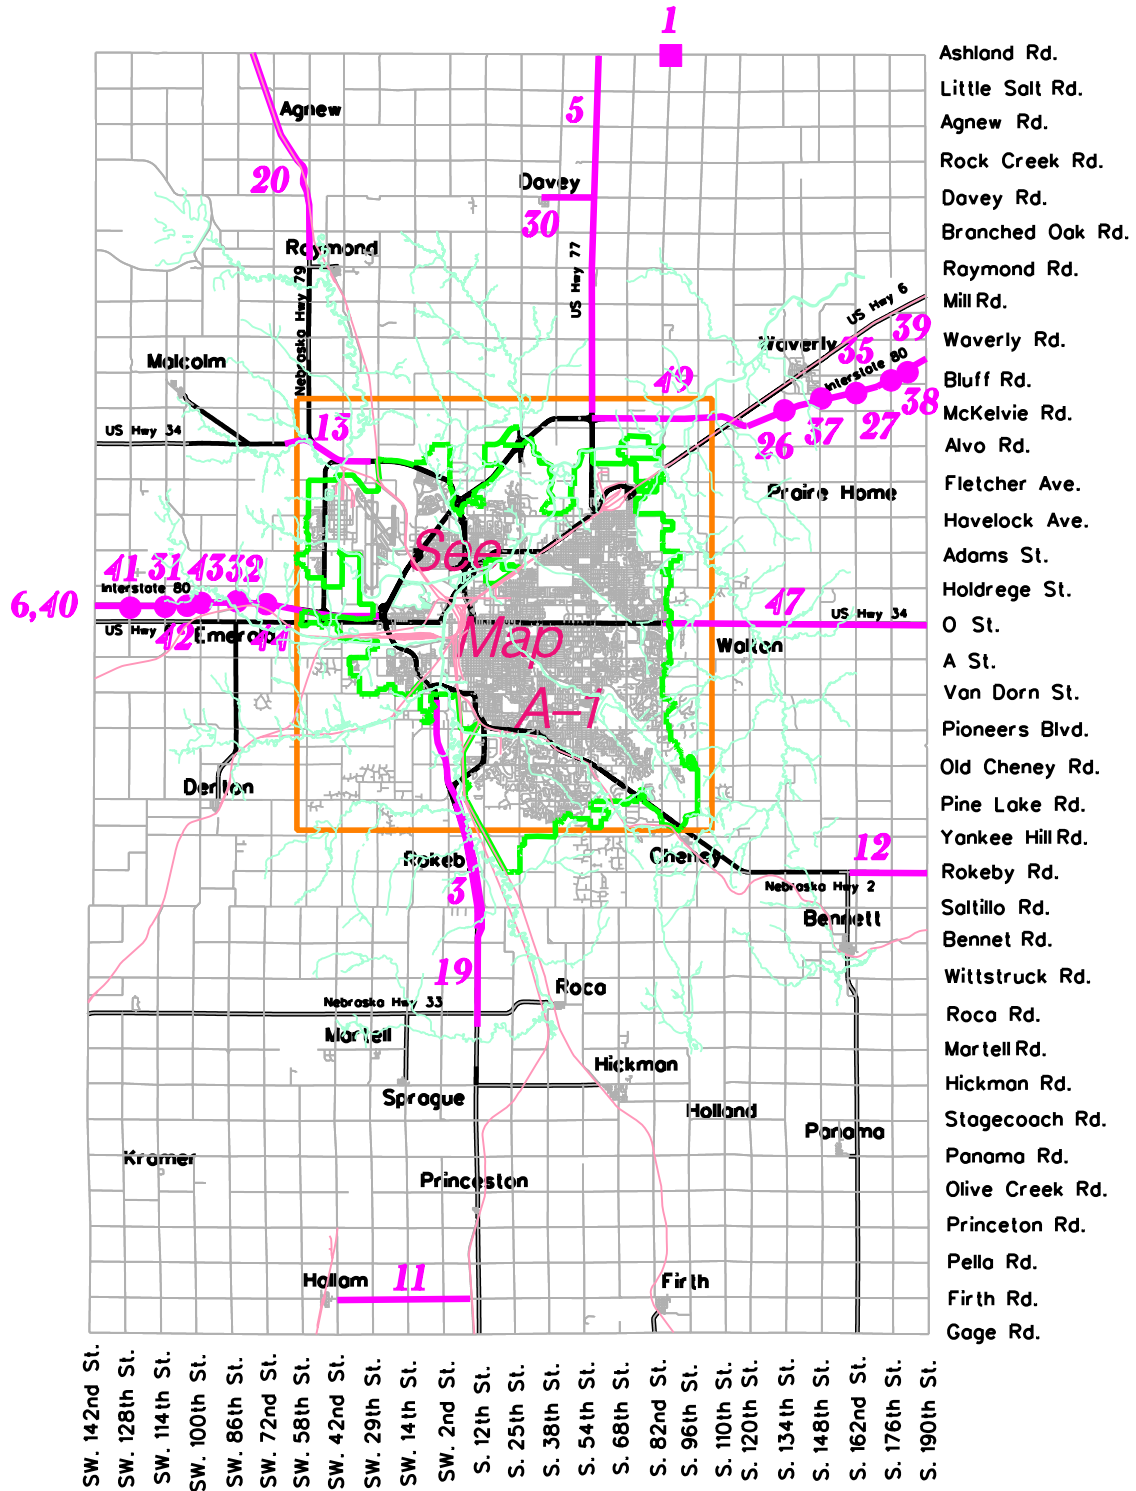 1
Ashland Rd.
Little Salt Rd.
Agnew
5
Agnew Rd.
Rock Creek Rd.
20
Davey
Davey Rd.
30
Branched Oak Rd.
Raymond
US Hwy 77
Raymond Rd.
Nebraska Hwy 79
US Hwy 6
Mill Rd.
39
Waverly
35
Waverly Rd.
Malcolm
Interstate 80
49
Bluff Rd.
38
McKelvie Rd.
US Hwy 34
13
26
37
27
Alvo Rd.
Fletcher Ave.
Prairie Home
Havelock Ave.
See
Adams St.
41
31
43
32
Interstate 80
Holdrege St.
6,40
47
US Hwy 34
O St.
US Hwy
42
Emerald
44
Map
Walton
A St.
Van Dorn St.
A-i
Pioneers Blvd.
Old Cheney Rd.
Denton
Pine Lake Rd.
Yankee Hill Rd.
Rokeb
Cheney
12
Rokeby Rd.
3
Nebraska Hwy 2
Saltillo Rd.
Bennett
Bennet Rd.
19
Wittstruck Rd.
Roca
Nebraska Hwy 33
Roca Rd.
Martell
Martell Rd.
Hickman
Hickman Rd.
Sprague
Holland
Stagecoach Rd.
Panama
Kramer
Panama Rd.
Princeston
Olive Creek Rd.
Princeton Rd.
Pella Rd.
Hallam
11
Firth
Firth Rd.
Gage Rd.
SW. 142nd St.
SW. 128th St.
SW. 114th St.
SW. 100th St.
SW. 86th St.
SW. 72nd St.
SW. 58th St.
SW. 42nd St.
SW. 29th St.
SW. 14th St.
SW. 2nd St.
S. 12th St.
S. 25th St.
S. 38th St.
S. 54th St.
S. 68th St.
S. 82nd St.
S. 96th St.
S. 110th St.
S. 120th St.
S. 134th St.
S. 148th St.
S. 162nd St.
S. 176th St.
S. 190th St.